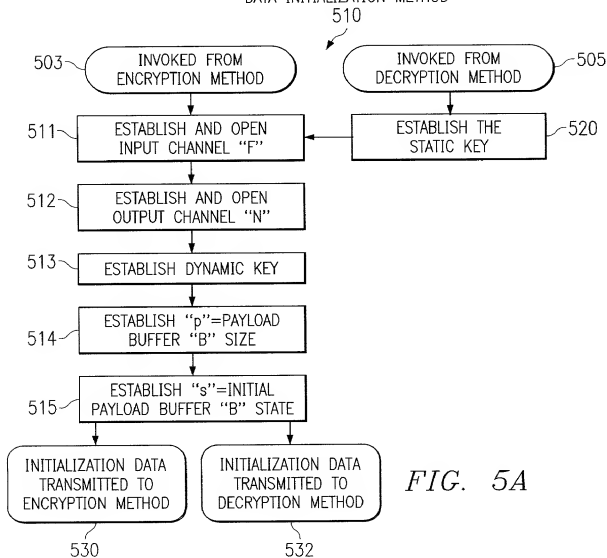 DATA INITIALIZATION METHOD
510
503
INVOKED FROM
ENCRYPTION METHOD
INVOKED FROM
DECRYPTION METHOD
505
511
ESTABLISH AND OPEN
INPUT CHANNEL “F”
ESTABLISH THE
STATIC KEY
520
512
ESTABLISH AND OPEN
OUTPUT CHANNEL “N”
513
ESTABLISH DYNAMIC KEY
514
ESTABLISH “p”=PAYLOAD
BUFFER “B” SIZE
515
ESTABLISH “s”=INITIAL
PAYLOAD BUFFER “B” STATE
INITIALIZATION DATA
TRANSMITTED TO
ENCRYPTION METHOD
INITIALIZATION DATA
TRANSMITTED TO
DECRYPTION METHOD
FIG. 5A
530
532